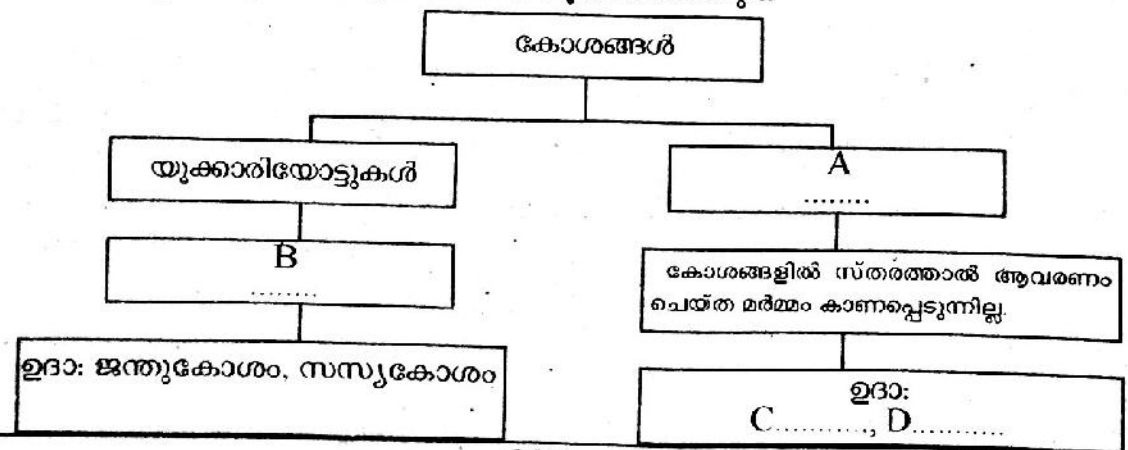 കോശങ്ങൾ
യൂക്കാരിയോട്ടുകൾ
A
........
B
........
കോശങ്ങളിൽ സ്തരത്താൽ ആവരണം
ചെയ്ത മർമ്മം കാണപ്പെടുന്നില്ല.
ഉദാ: ജന്തുകോശം, സസ്യകോശം
ഉദാ:
C..........., D...........